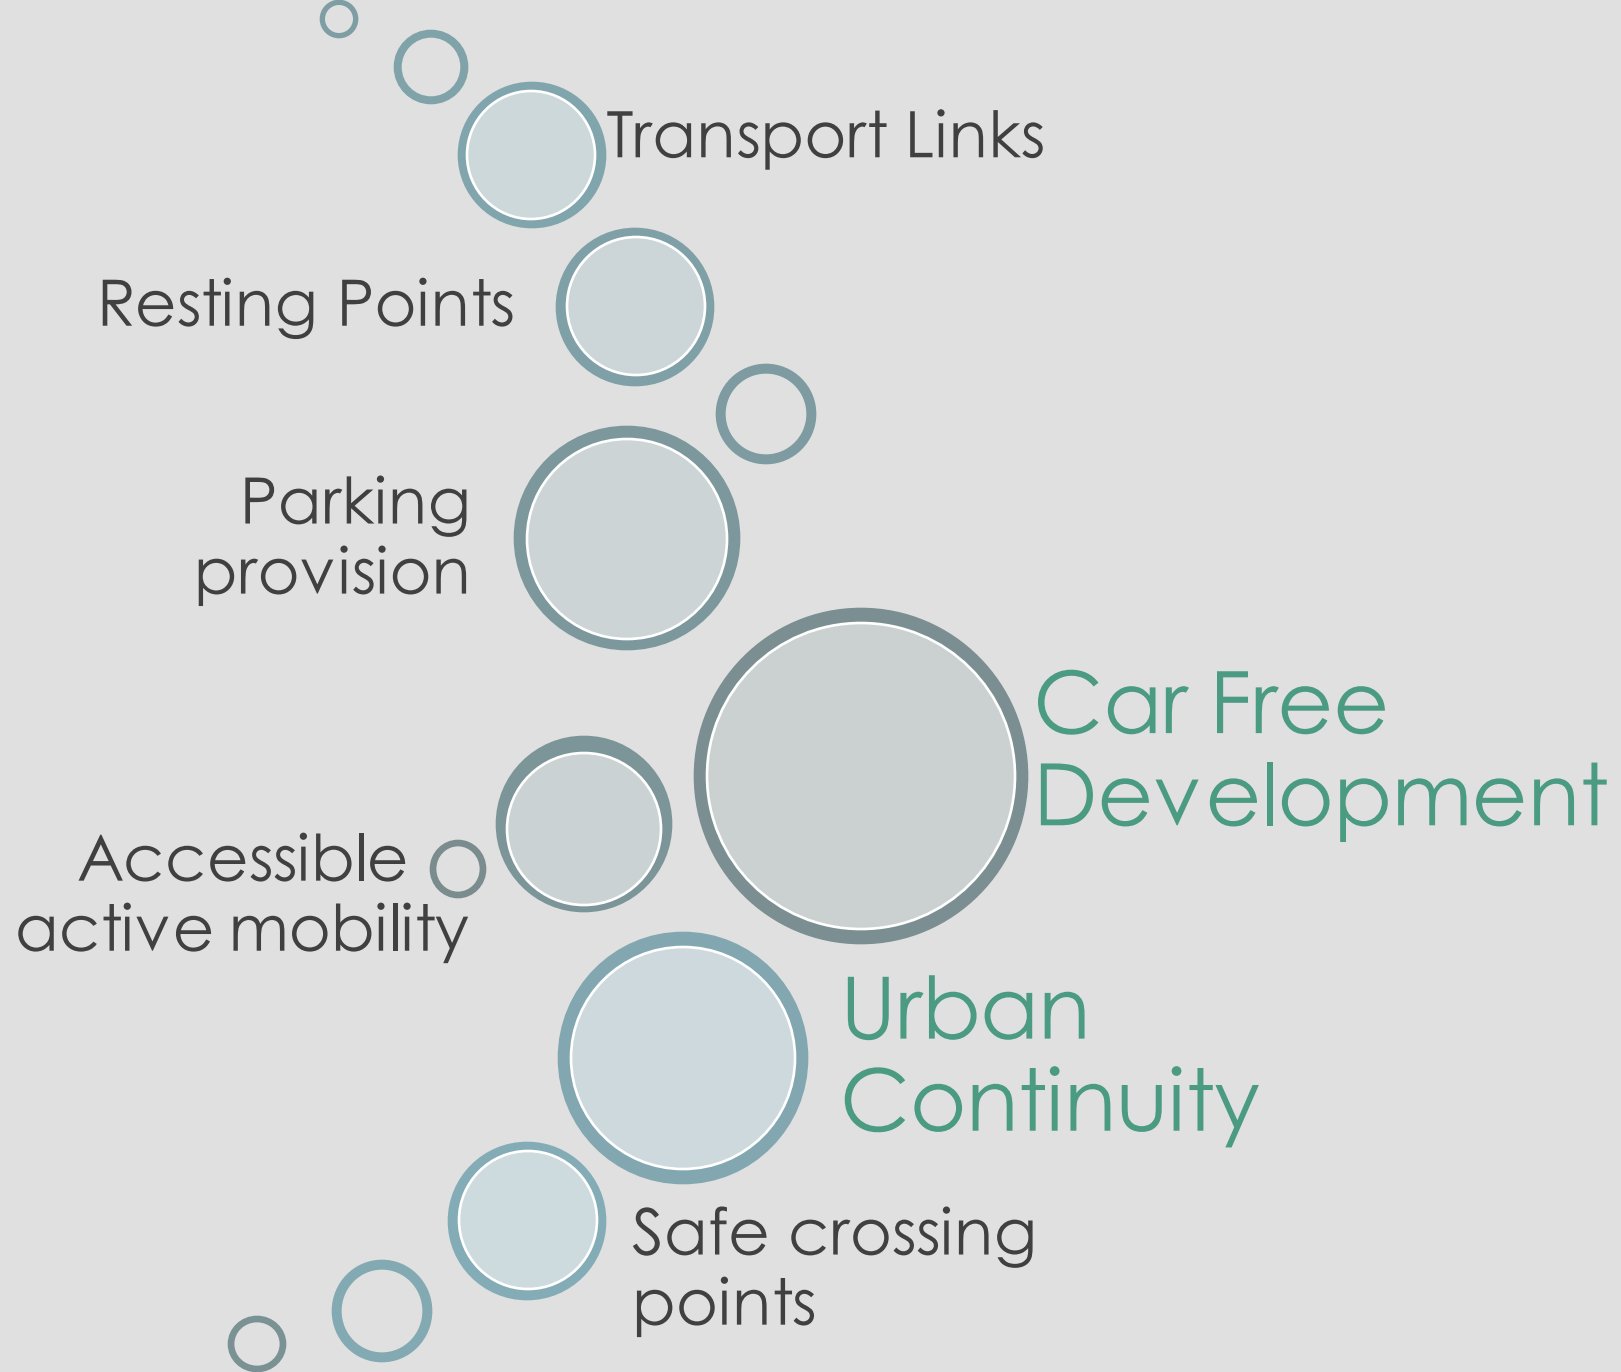 Transport Links
Resting Points
Parking
provision
Car Free
Development
Accessible
active mobility
Urban
Continuity
Safe crossing
points